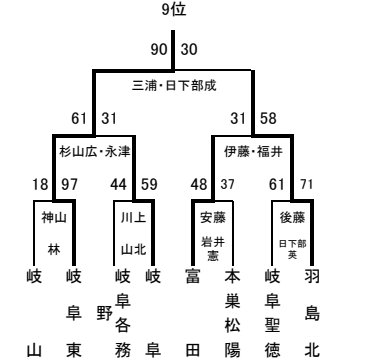 9位
90 30
三浦・日下部成
61 31 31 58
杉山広・永津 伊藤・福井
18 97 44 59 48 37 61 71
神山 川上 安藤 後藤
林 山北 岩井憲 日下部英
岐山
岐阜東
岐阜各務野
岐阜
富田
本巣松陽
岐阜聖徳
羽島北